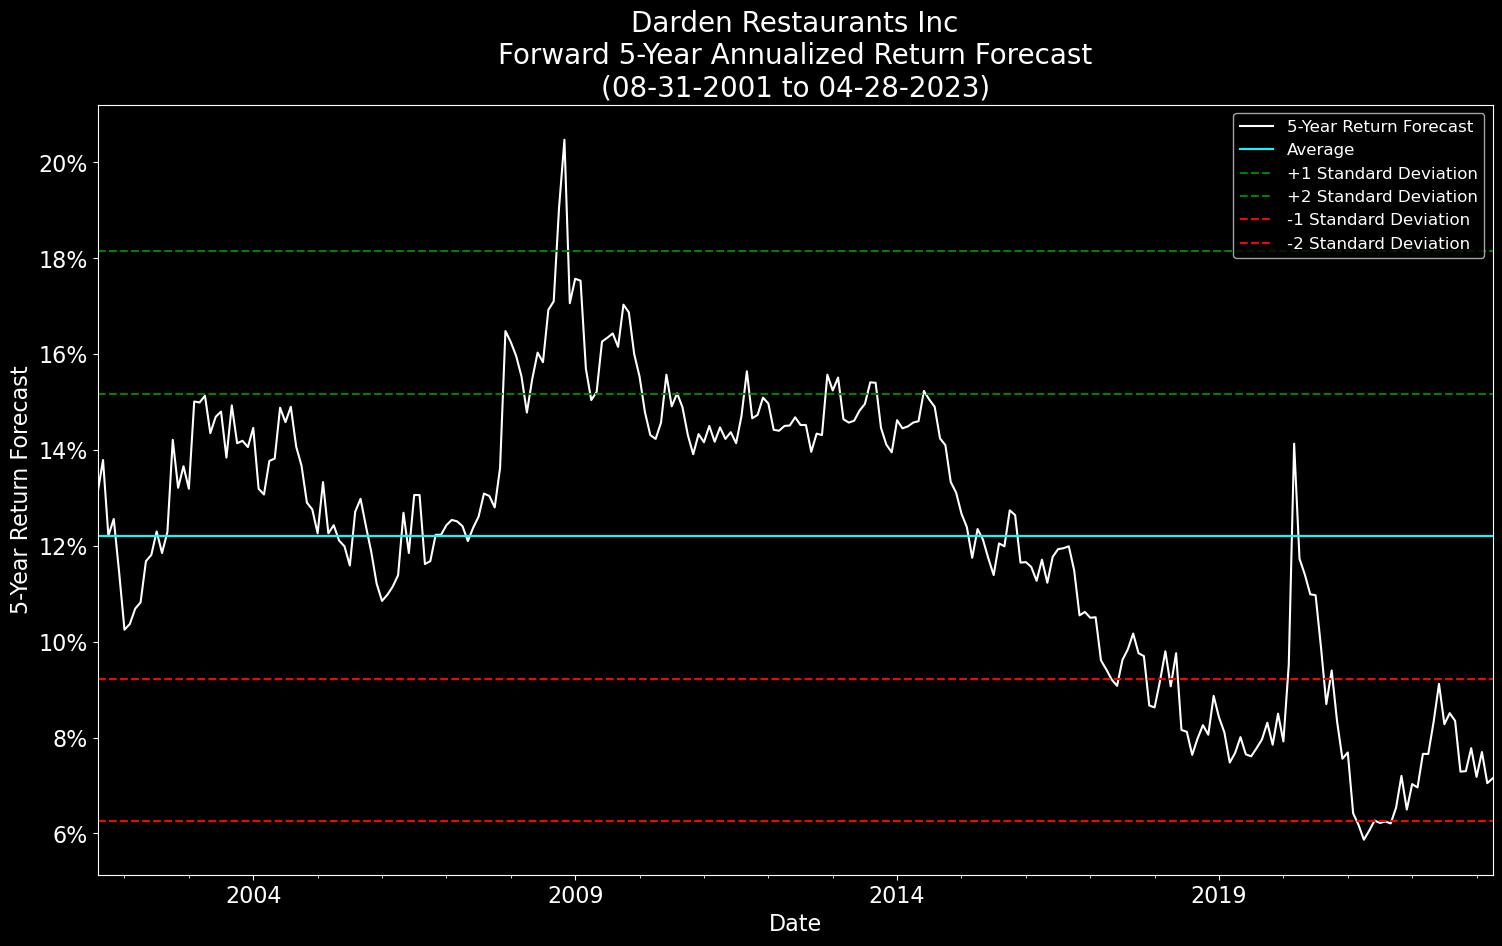 Darden Restaurants Inc
Forward 5-Year Annualized Return Forecast
(08-31-2001 to 04-28-2023)
5-Year Return Forecast
Average
+1 Standard Deviation
+2 Standard Deviation
-1 Standard Deviation
-2 Standard Deviation
20%
18%
16%
14%
12%
10%
8%
6%
5-Year Return Forecast
2004
2009
2014
2019
Date